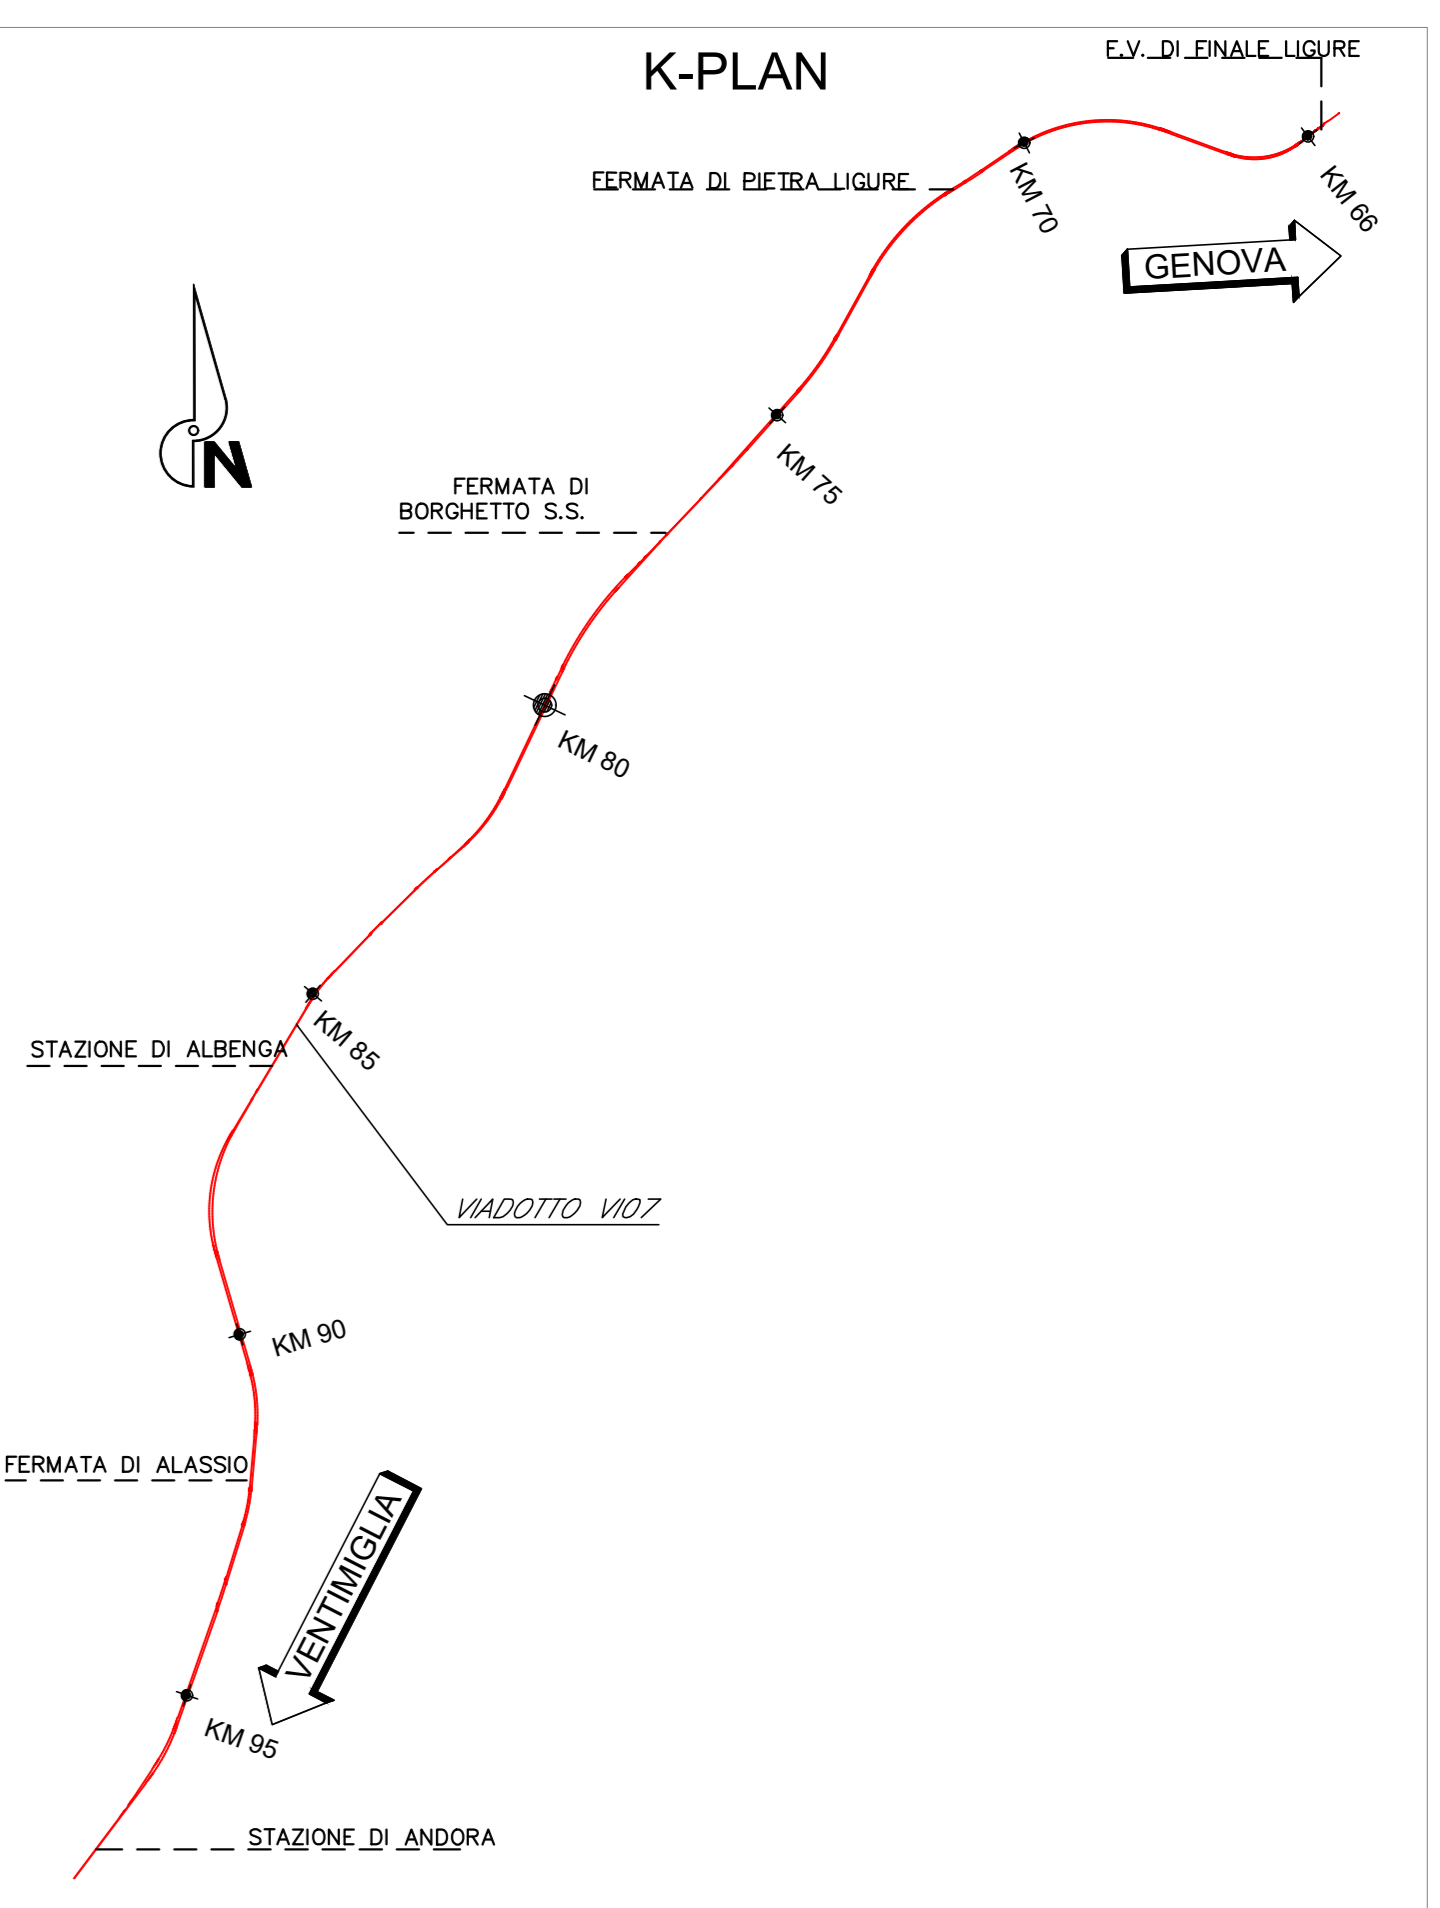 K-PLAN
F.V. DI FINALE LIGURE
FERMATA DI PIETRA LIGURE
KM 70
KM 66
GENOVA
N
KM 75
FERMATA DI
BORGHETTO S.S.
KM 80
KM 85
STAZIONE DI ALBENGA
VIADOTTO VI07
KM 90
FERMATA DI ALASSIO
VENTIMIGLIA
KM 95
STAZIONE DI ANDORA